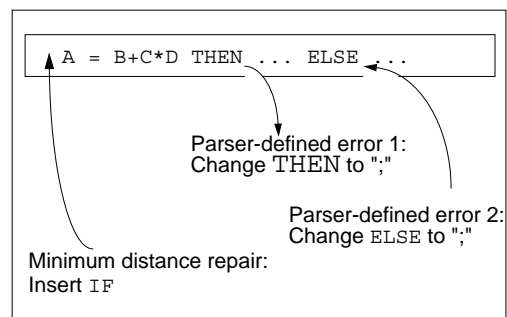 A = B+C*D THEN ... ELSE ...
Parser-defined error 1:
Change THEN to ";"
Parser-defined error 2:
Change ELSE to ";"
Minimum distance repair:
Insert IF